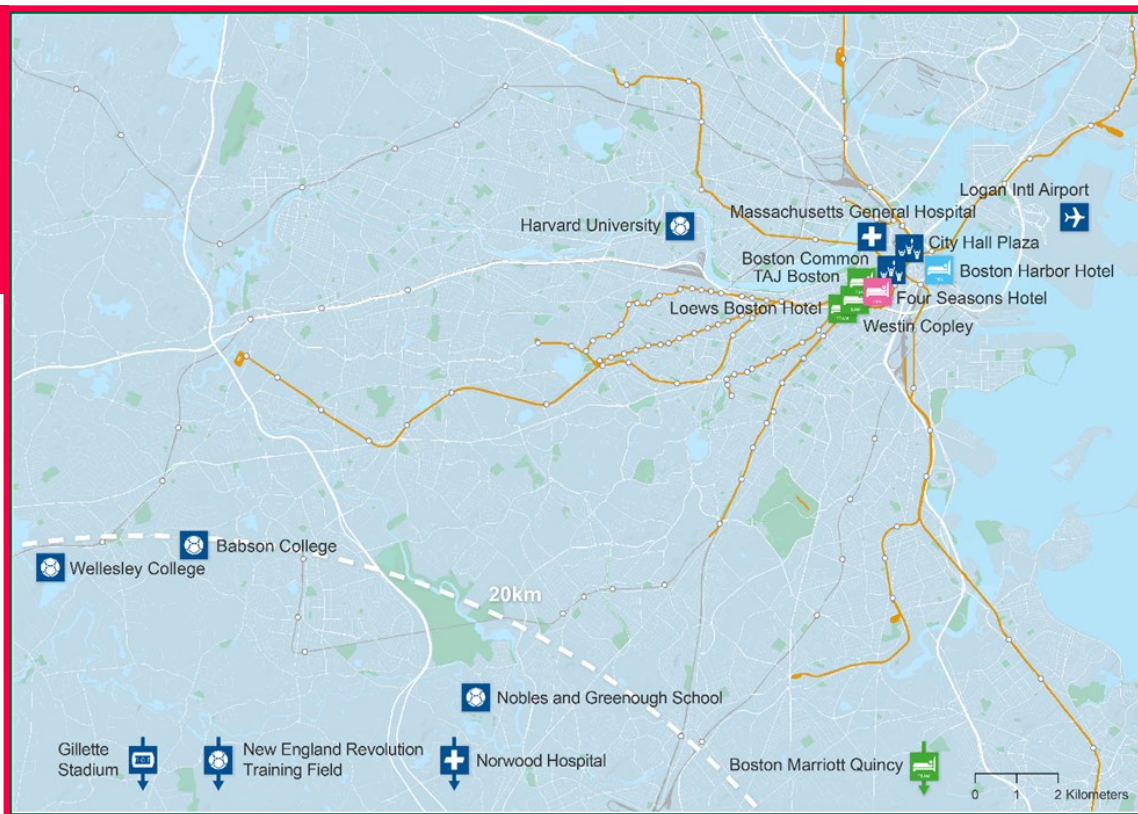 Logan Intl Airport
Massachusetts General Hospital
Harvard University
City Hall Plaza
Boston Common
TAJ Boston
Boston Harbor Hotel
Four Seasons Hotel
Loews Boston Hotel
Westin Copley
Babson College
Wellesley College
20km
Nobles and Greenough School
Gillette
Stadium
New England Revolution
Training Field
Norwood Hospital
Boston Marriott Quincy
TEAM
0 1 2 Kilometers